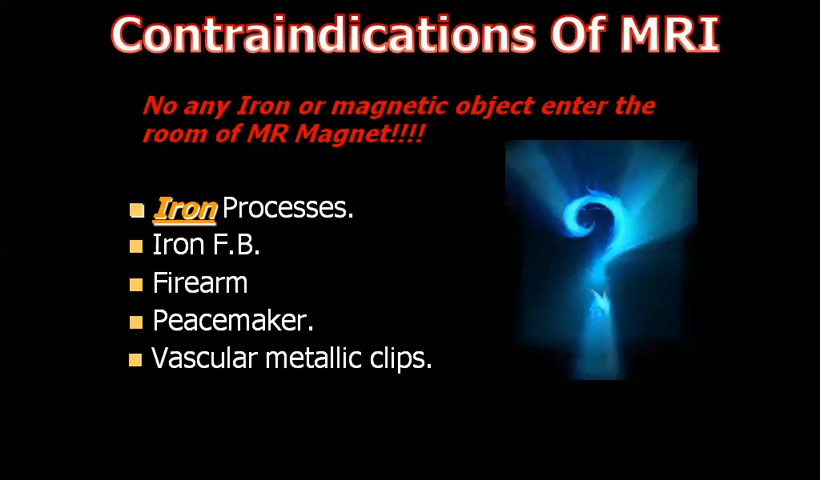 Contraindications Of MRI
No any Iron or magnetic object enter the
room of MR Magnet!!!!
Iron Processes.
Iron F.B.
Firearm
Peacemaker.
Vascular metallic clips.